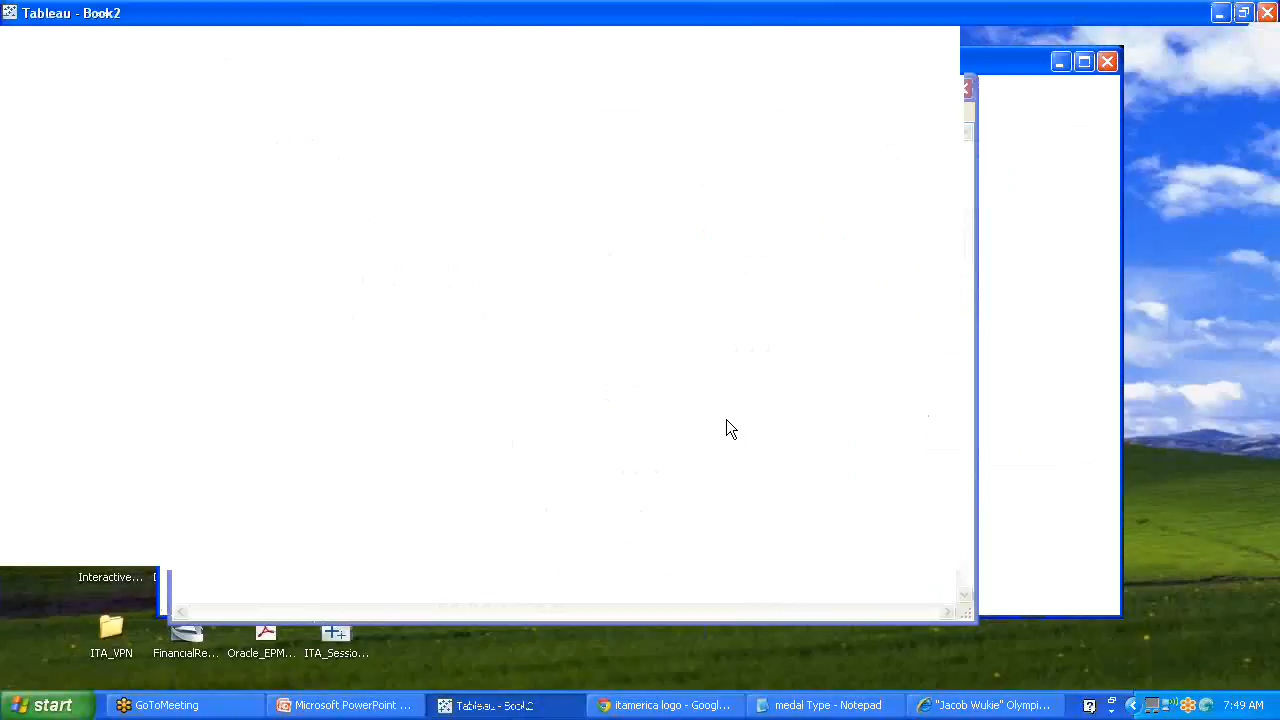 Tableau - Book2
Interactive...
ITA_VPN
FinancialRe...
Oracle_EPM...
ITA_Sessio...
start
GoToMeeting
Microsoft PowerPoint ...
Tableau - Book2
itamerica logo - Googl...
medal Type - Notepad
"Jacob Wukie" Olympi...
7:49 AM